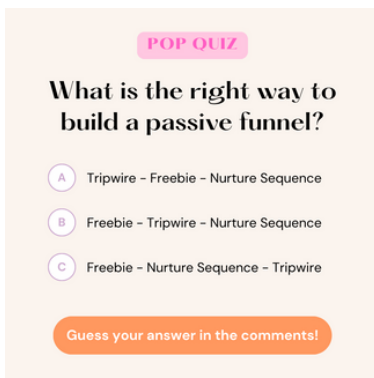 POP QUIZ
What is the right way to
build a passive funnel?
A Tripwire - Freebie - Nurture Sequence
B Freebie - Tripwire - Nurture Sequence
C Freebie - Nurture Sequence - Tripwire
Guess your answer in the comments!